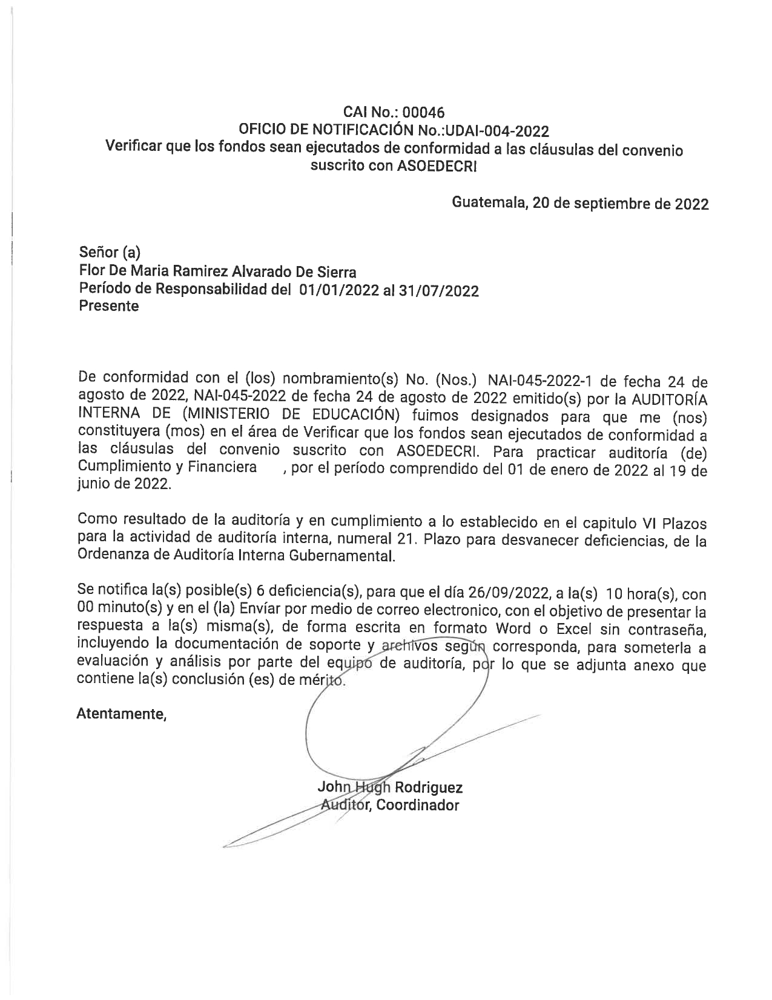 CAI No.: 00046
OFICIO DE NOTIFICACIÓN No.:UDAI-004-2022
Verificar que los fondos sean ejecutados de conformidad a las cláusulas del convenio
suscrito con ASOEDECRI
Guatemala, 20 de septiembre de 2022
Señor (a)
Flor De Maria Ramirez Alvarado De Sierra
Período de Responsabilidad del 01/01/2022 al 31/07/2022
Presente
De conformidad con el (los) nombramiento(s) No. (Nos.) NAI-045-2022-1 de fecha 24 de
agosto de 2022, NAI-045-2022 de fecha 24 de agosto de 2022 emitido(s) por la AUDITORÍA
INTERNA DE (MINISTERIO DE EDUCACIÓN) fuimos designados para que me (nos)
constituyera (mos) en el área de Verificar que los fondos sean ejecutados de conformidad a
las cláusulas del convenio suscrito con ASOEDECRI. Para practicar auditoría (de)
Cumplimiento y Financiera , por el período comprendido del 01 de enero de 2022 al 19 de
junio de 2022.
Como resultado de la auditoría y en cumplimiento a lo establecido en el capitulo VI Plazos
para la actividad de auditoría interna, numeral 21. Plazo para desvanecer deficiencias, de la
Ordenanza de Auditoría Interna Gubernamental.
Se notifica la(s) posible(s) 6 deficiencia(s), para que el día 26/09/2022, a la(s) 10 hora(s), con
00 minuto(s) y en el (la) Envíar por medio de correo electronico, con el objetivo de presentar la
respuesta a la(s) misma(s), de forma escrita en formato Word o Excel sin contraseña,
incluyendo la documentación de soporte y archivos según corresponda, para someterla a
evaluación y análisis por parte del equipo de auditoría, por lo que se adjunta anexo que
contiene la(s) conclusión (es) de mérito.
Atentamente,
John Hugh Rodriguez
Auditor, Coordinador